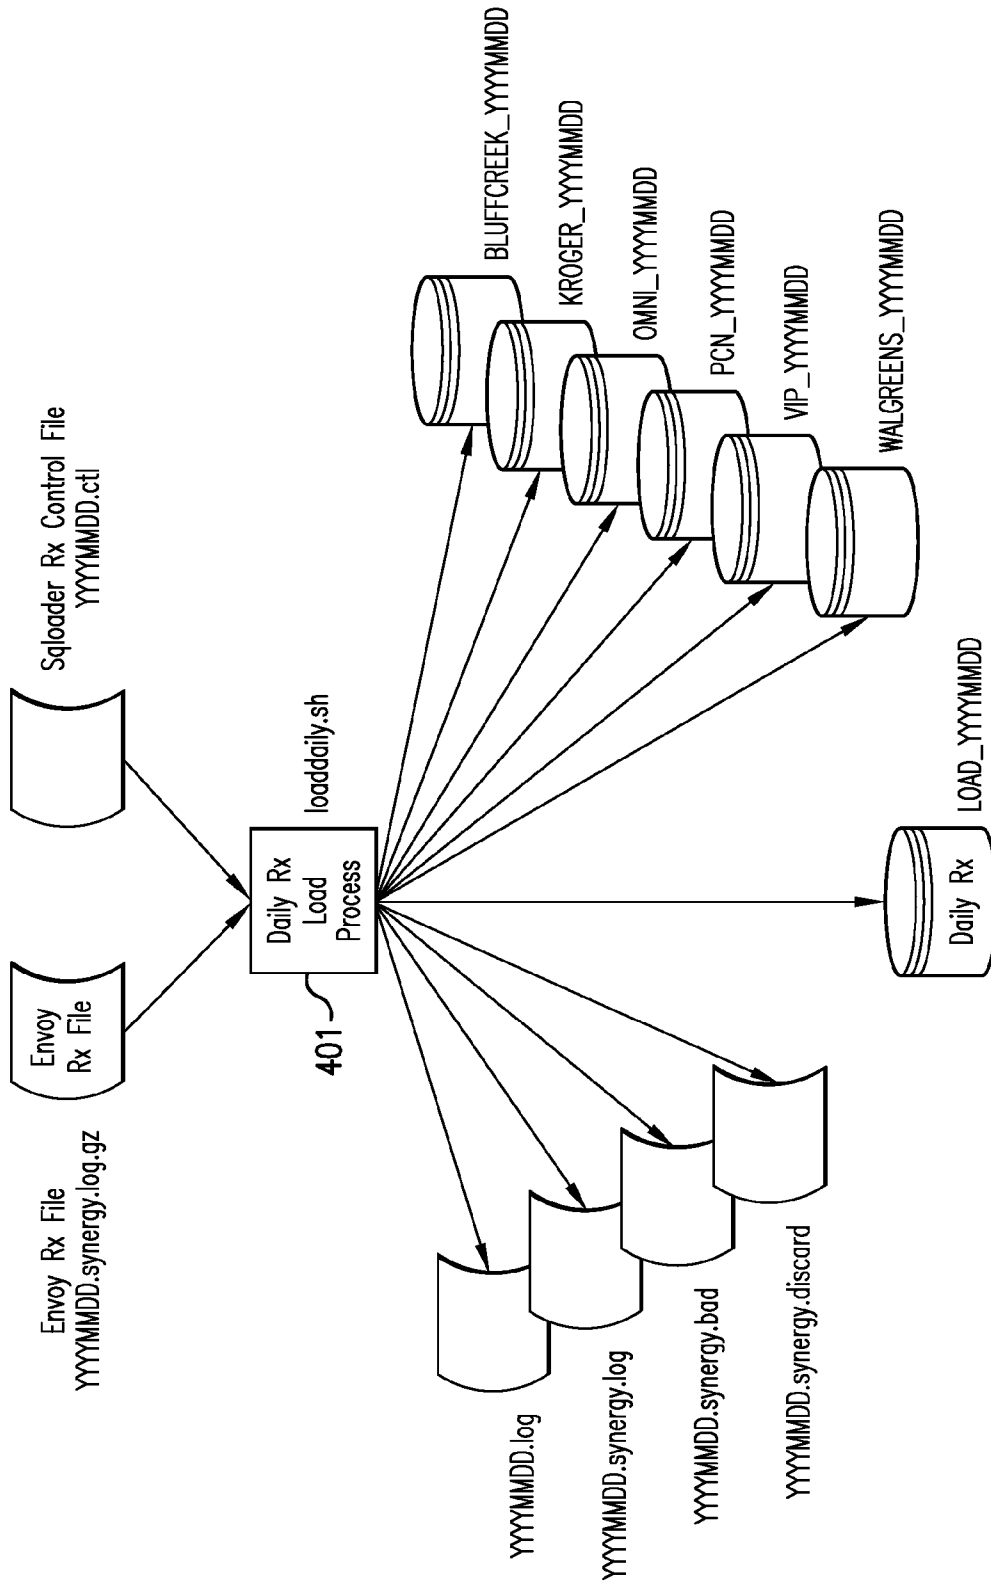 Envoy Rx File
YYYYMMDD.synergy.log.gz
Envoy
Rx File
Sqloader Rx Control File
YYYYMMDD.ctl
Daily Rx
Load
Process
loaddaily.sh
401
YYYYMMDD.log
YYYYMMDD.synergy.log
YYYYMMDD.synergy.bad
YYYYMMDD.synergy.discard
Daily Rx
LOAD_YYYYMMDD
BLUFFCREEK_YYYYMMDD
KROGER_YYYYMMDD
OMNI_YYYYMMDD
PCN_YYYYMMDD
VIP_YYYYMMDD
WALGREENS_YYYYMMDD